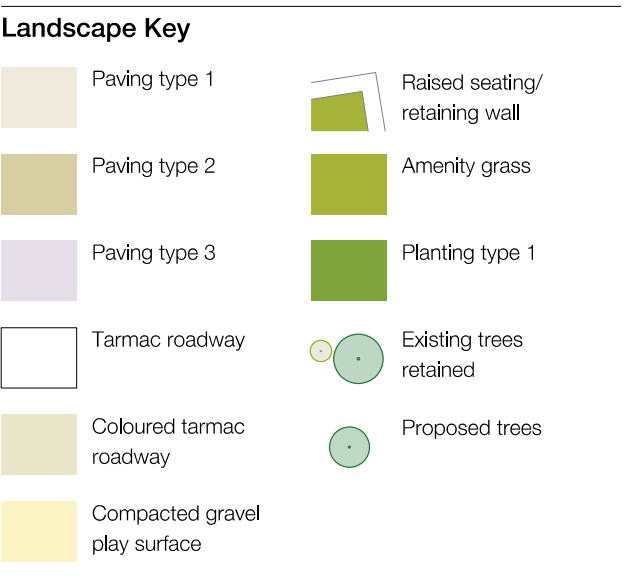 Landscape Key
Paving type 1
Paving type 2
Paving type 3
Tarmac roadway
Coloured tarmac
roadway
Compacted gravel
play surface
Raised seating/
retaining wall
Amenity grass
Planting type 1
Existing trees
retained
Proposed trees